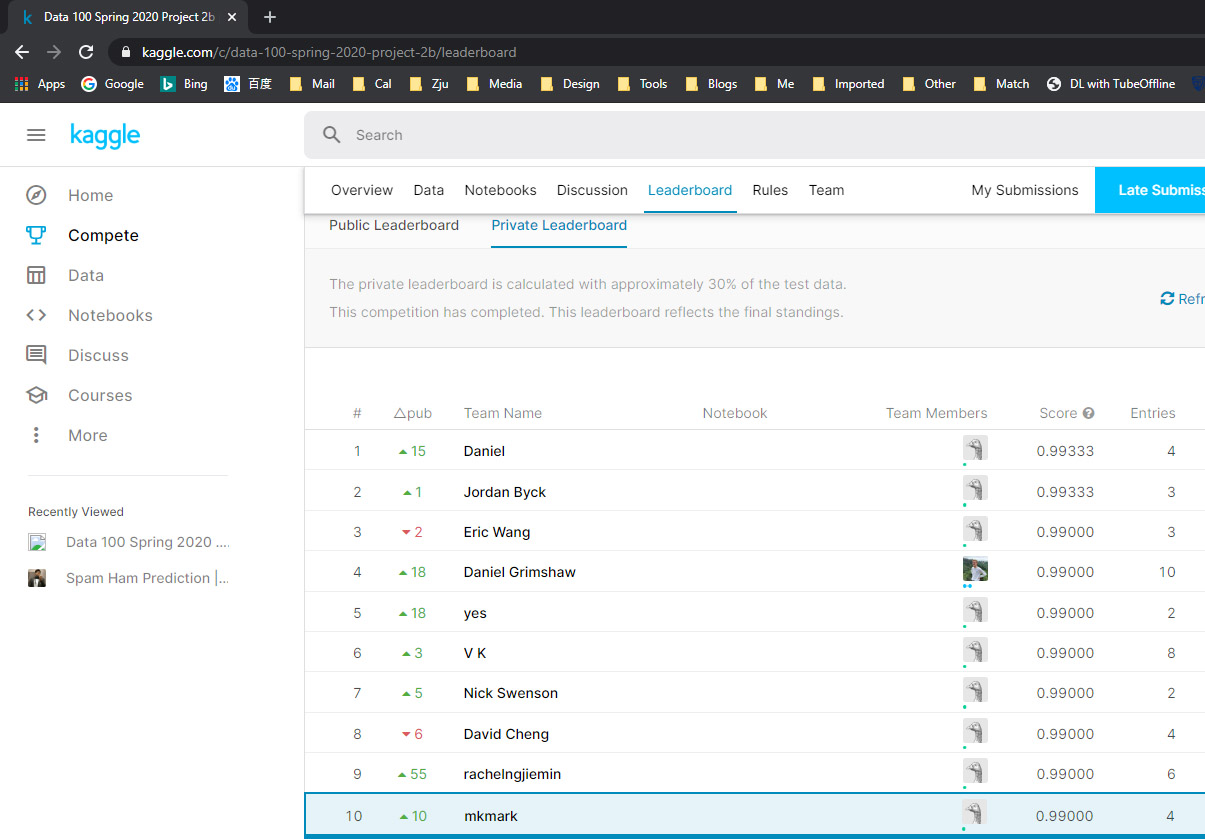 Data 100 Spring 2020 Project 2b
kaggle.com/c/data-100-spring-2020-project-2b/leaderboard
Apps Google Bing 百度 Mail Cal Zju Media Design Tools Blogs Me Imported Other Match DL with TubeOffline
kaggle
Search
Home
Compete
Data
Notebooks
Discuss
Courses
More
Recently Viewed
Data 100 Spring 2020 ....
Spam Ham Prediction |...
Overview Data Notebooks Discussion Leaderboard Rules Team My Submissions Late Submiss
Public Leaderboard Private Leaderboard
The private leaderboard is calculated with approximately 30% of the test data.
This competition has completed. This leaderboard reflects the final standings.
Refr
# △pub Team Name Notebook Team Members Score Entries
1 15 Daniel 0.99333 4
2 1 Jordan Byck 0.99333 3
3 2 Eric Wang 0.99000 3
4 18 Daniel Grimshaw 0.99000 10
5 18 yes 0.99000 2
6 3 V K 0.99000 8
7 5 Nick Swenson 0.99000 2
8 6 David Cheng 0.99000 4
9 55 rachelngjiemin 0.99000 6
10 10 mkmark 0.99000 4